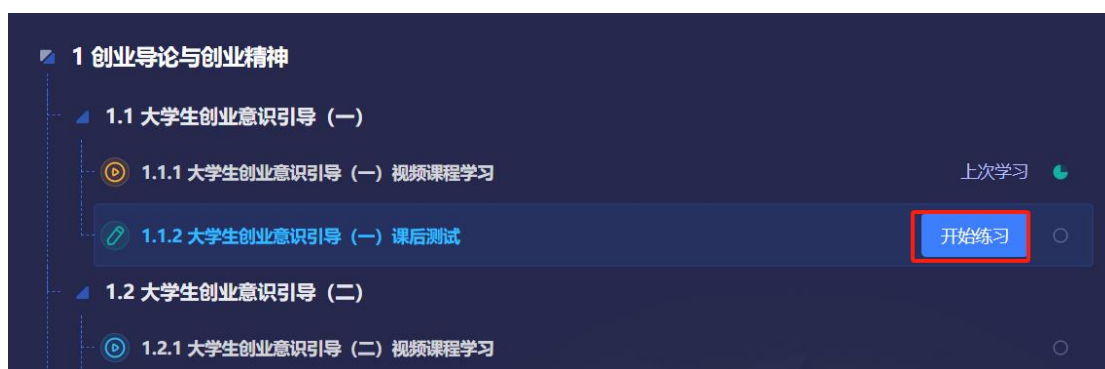 1 创业导论与创业精神
1.1 大学生创业意识引导（一）
1.1.1 大学生创业意识引导（一）视频课程学习 上次学习
1.1.2 大学生创业意识引导（一）课后测试 开始练习
1.2 大学生创业意识引导（二）
1.2.1 大学生创业意识引导（二）视频课程学习